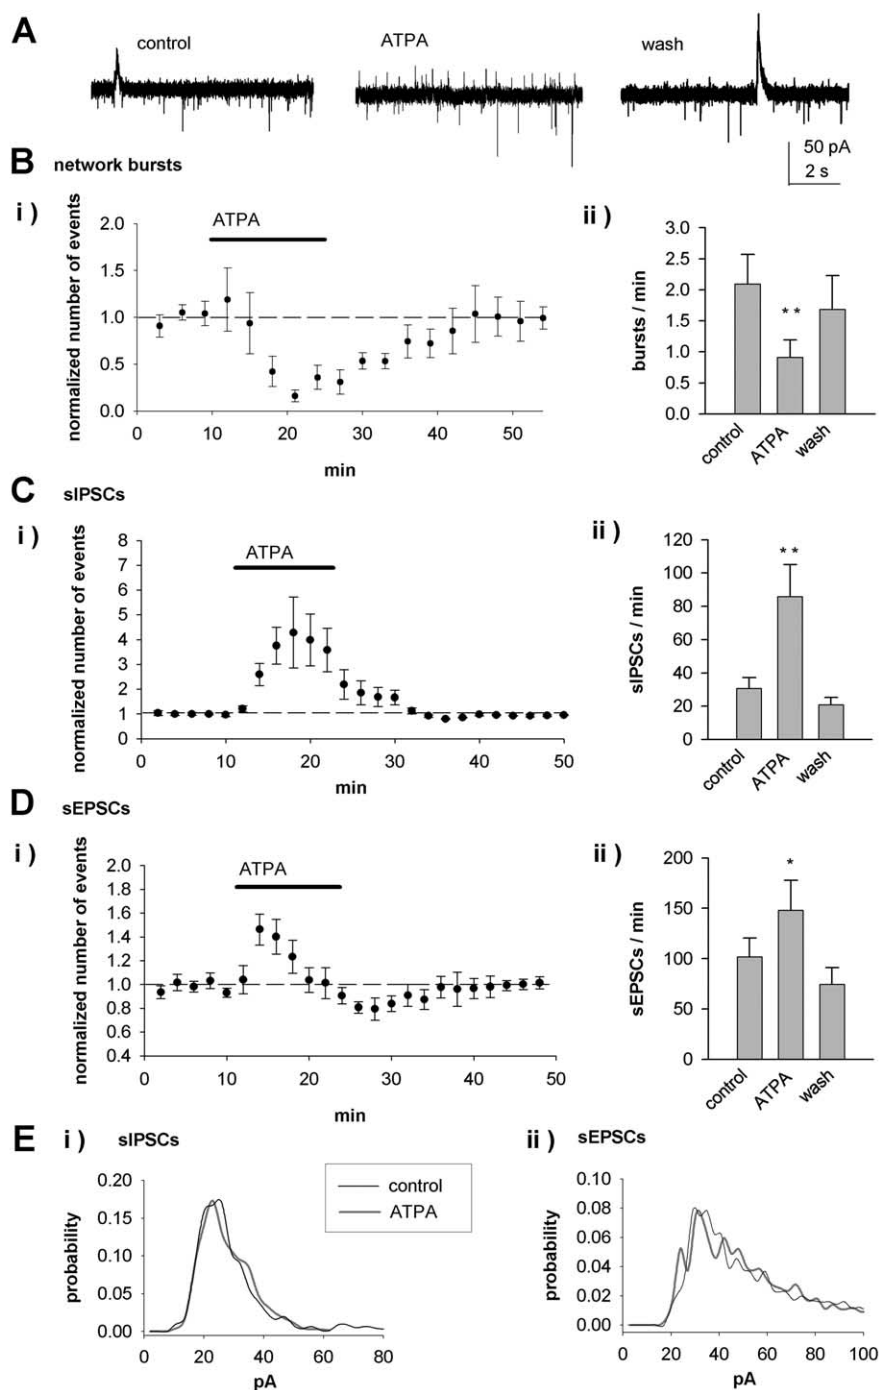 A
control
ATPA
wash
50 pA
2 s
B network bursts
i )
normalized number of events
ATPA
2.0
1.5
1.0
0.5
0.0
0 10 20 30 40 50
min
ii )
bursts / min
3.0
2.5
2.0
1.5
1.0
0.5
0.0
* *
control ATPA wash
C sIPSCs
i )
normalized number of events
ATPA
8
7
6
5
4
3
2
1
0
0 10 20 30 40 50
min
ii )
sIPSCs / min
120
100
80
60
40
20
0
* *
control ATPA wash
D sEPSCs
i )
normalized number of events
ATPA
2.0
1.8
1.6
1.4
1.2
1.0
0.8
0.6
0.4
0 10 20 30 40 50
min
ii )
sEPSCs / min
200
150
100
50
0
*
control ATPA wash
E i ) sIPSCs
probability
0.20
0.15
0.10
0.05
0.00
0 20 40 60 80
pA
control
ATPA
ii ) sEPSCs
probability
0.10
0.08
0.06
0.04
0.02
0.00
0 20 40 60 80 100
pA